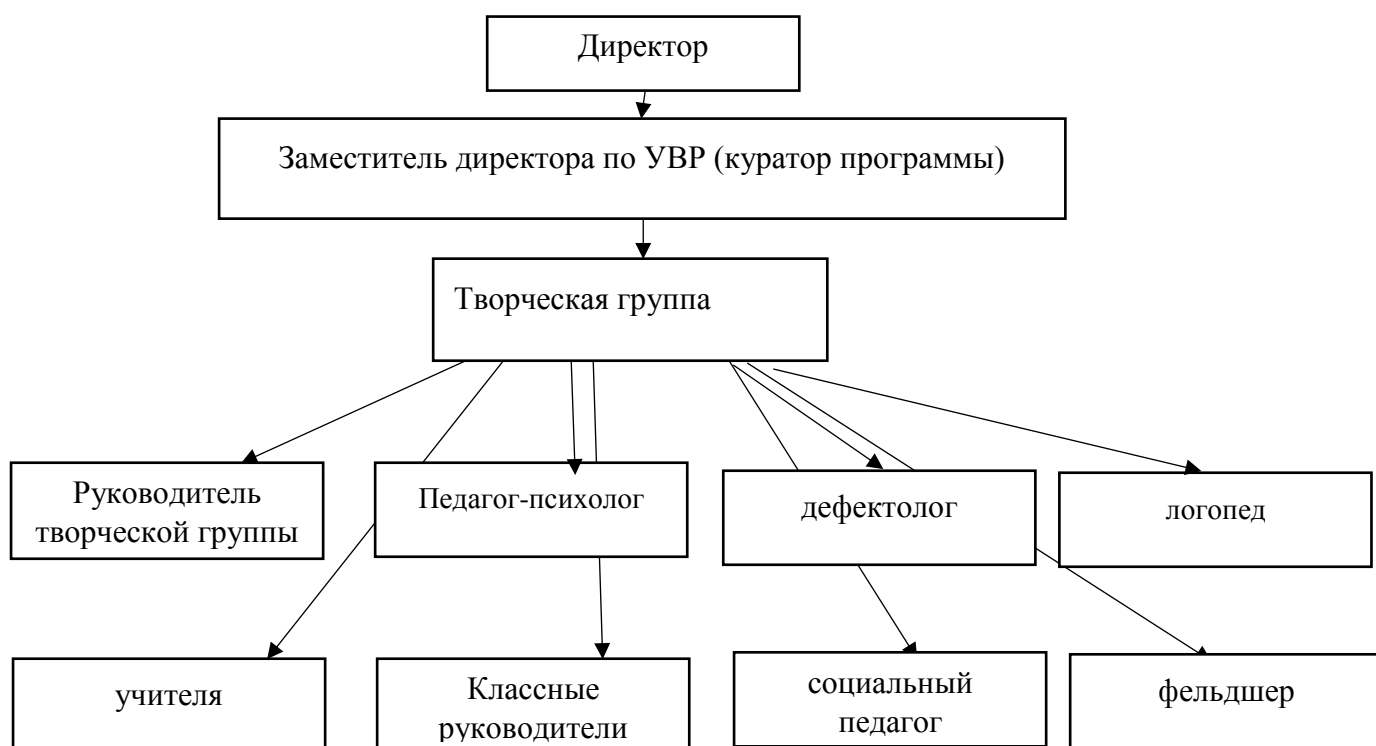 Директор
Заместитель директора по УВР (куратор программы)
Творческая группа
Руководитель
творческой группы
Педагог-психолог
дефектолог
логопед
учителя
Классные
руководители
социальный
педагог
фельдшер